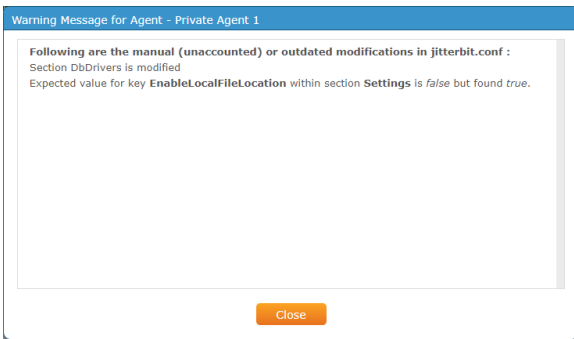 Warning Message for Agent - Private Agent 1
Following are the manual (unaccounted) or outdated modifications in jitterbit.conf :
Section DbDrivers is modified
Expected value for key EnableLocalFileLocation within section Settings is false but found true.
Close